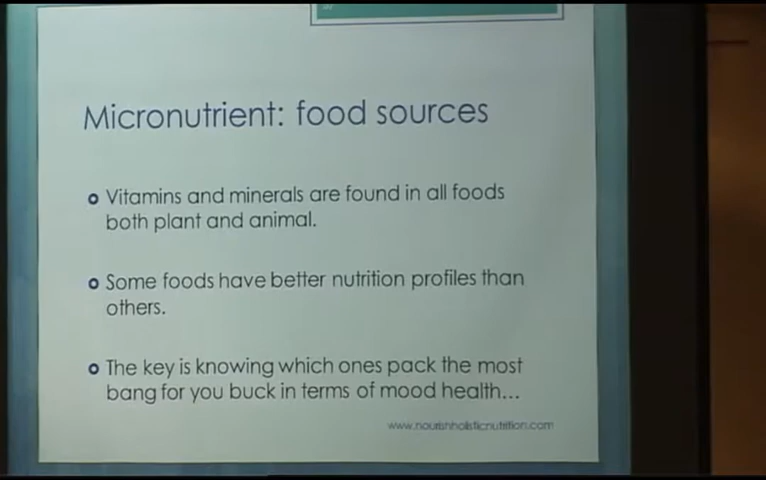 Micronutrient: food sources
Vitamins and minerals are found in all foods
both plant and animal.
Some foods have better nutrition profiles than
others.
The key is knowing which ones pack the most
bang for you buck in terms of mood health...
www.nourishholisticnutrition.com